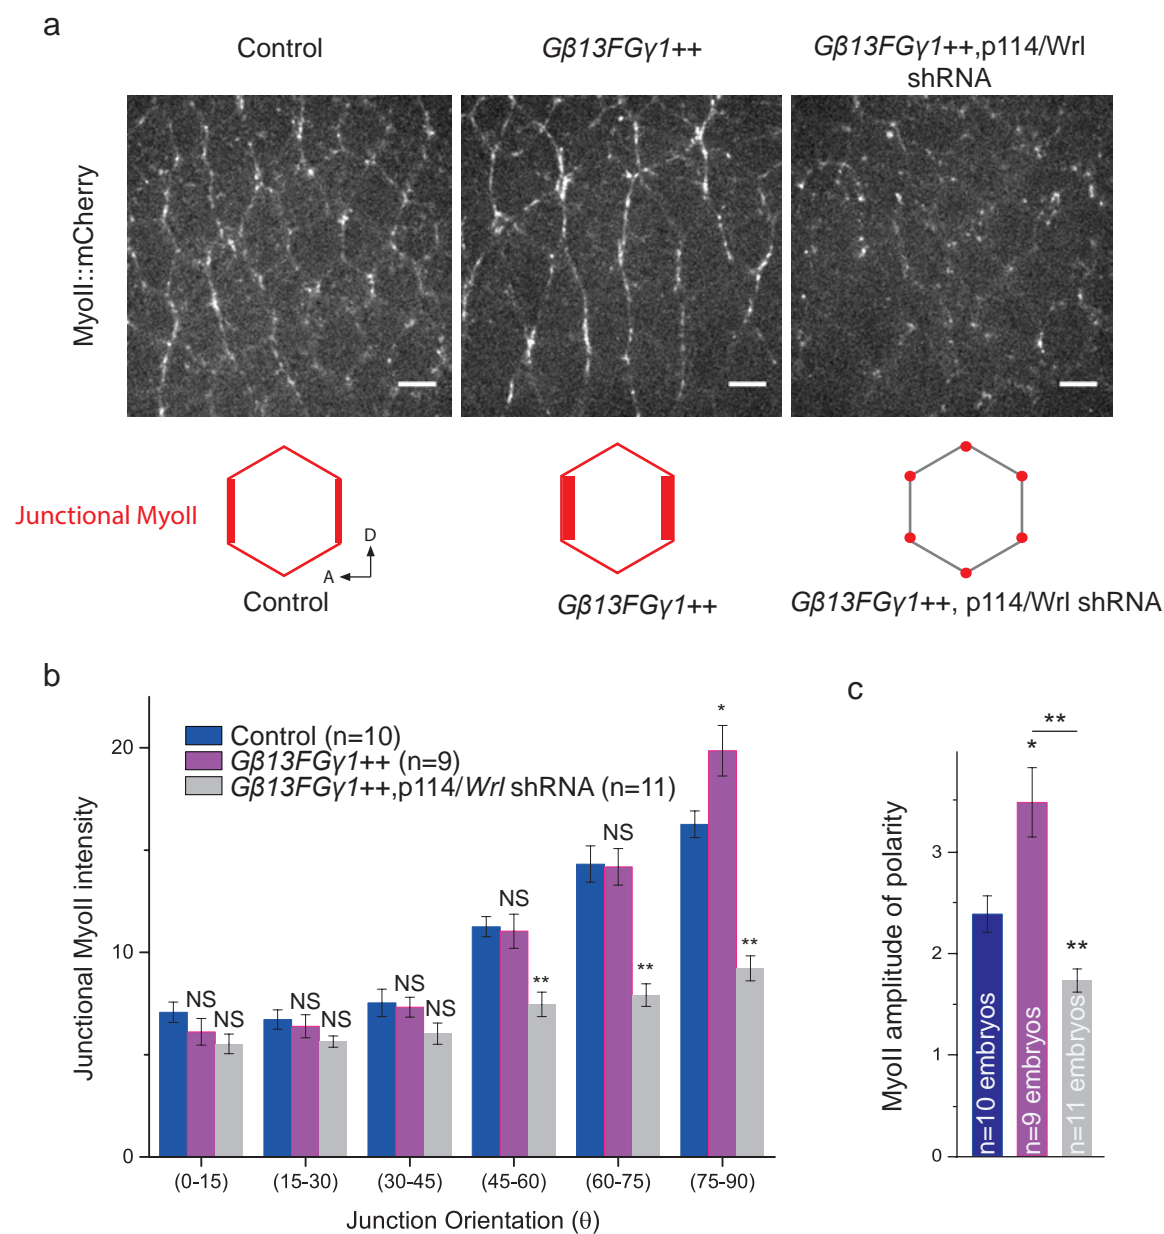 a
Control
Gβ13FGγ1++
Gβ13FGγ1++,p114/Wrl
shRNA
MyoII::mCherry
Junctional MyoII
D
A
Control
Gβ13FGγ1++
Gβ13FGγ1++, p114/Wrl shRNA
b
Control (n=10)
Gβ13FGγ1++ (n=9)
Gβ13FGγ1++,p114/Wrl shRNA (n=11)
Junctional MyoII intensity
20
10
0
NS
NS
NS
NS
NS
NS
NS
**
NS
**
*
**
(0-15)
(15-30)
(30-45)
(45-60)
(60-75)
(75-90)
Junction Orientation (θ)
c
**
*
**
MyoII amplitude of polarity
3
2
1
0
n=10 embryos
n=9 embryos
n=11 embryos